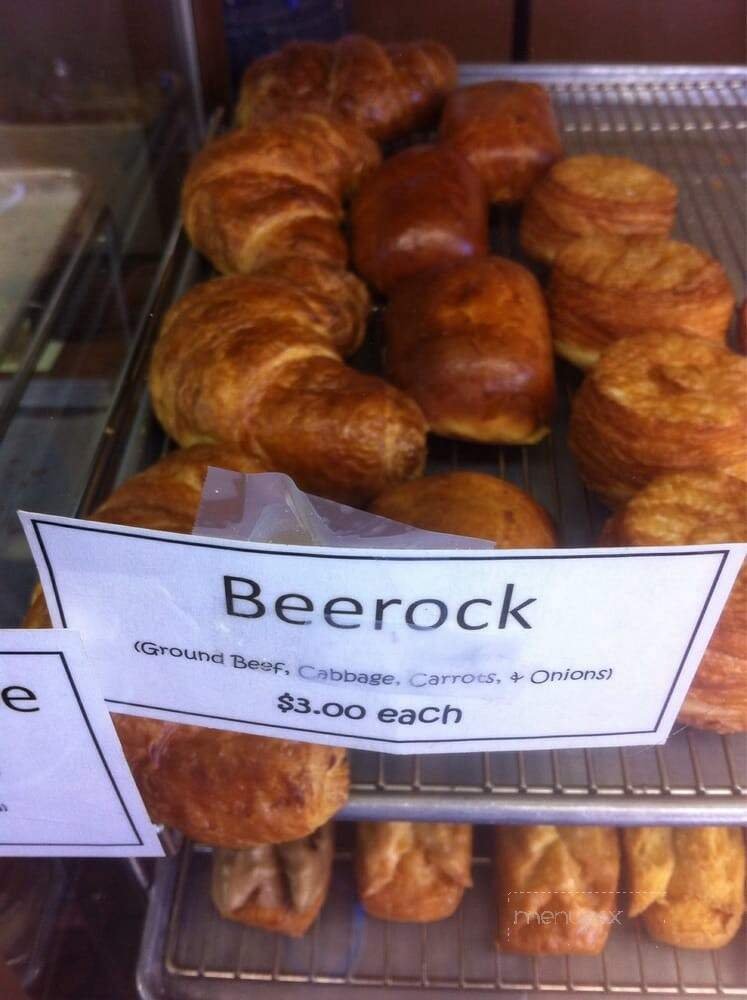 Beerock
(Ground Beef, Cabbage, Carrots, & Onions)
$3.00 each
e